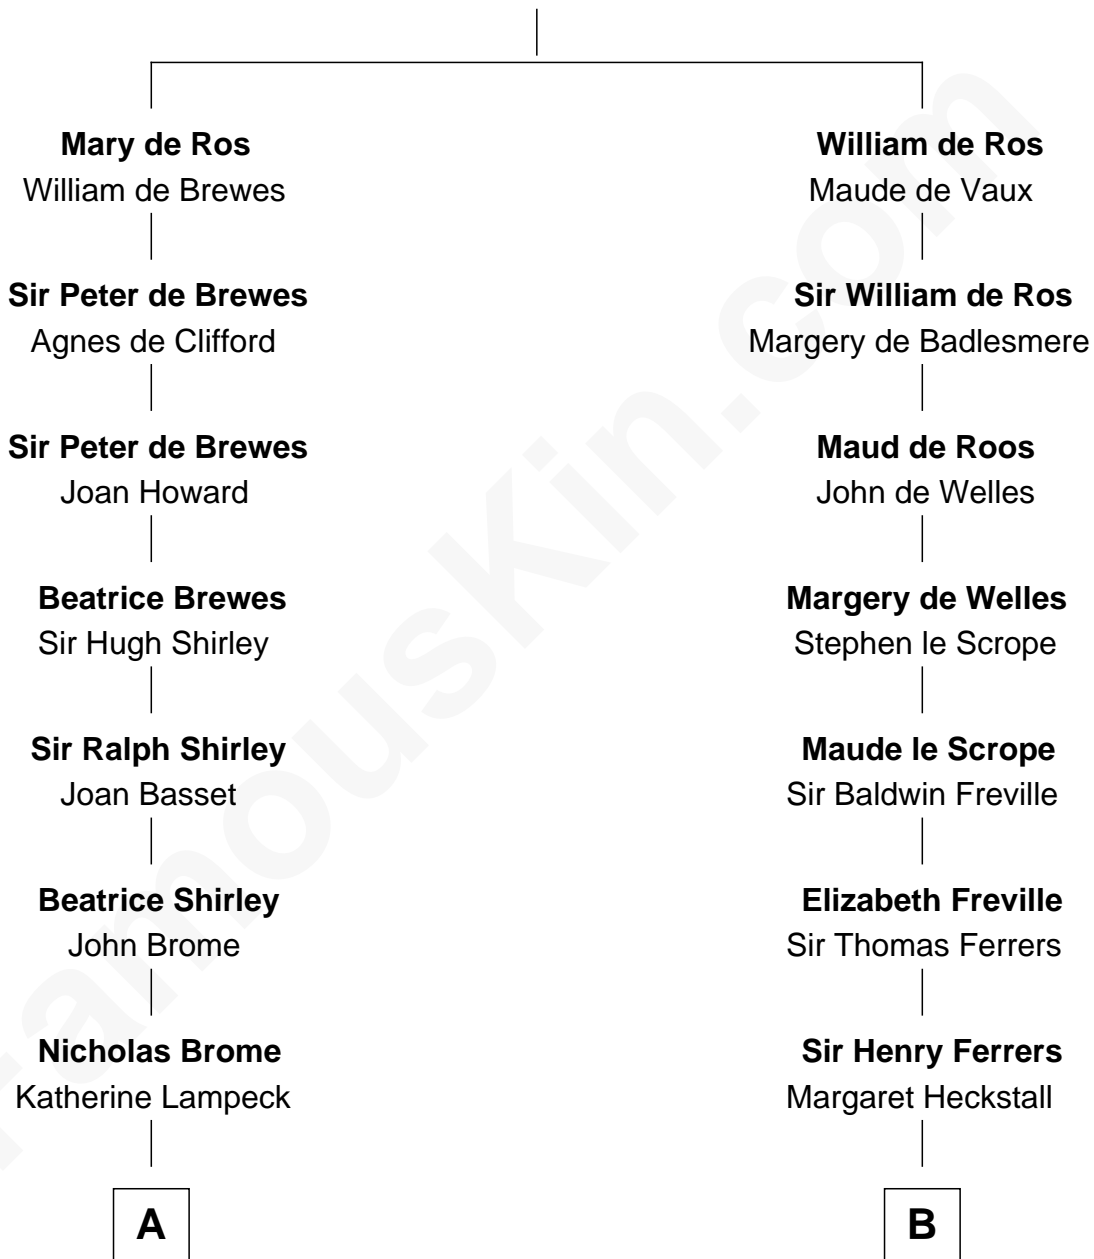 Mary de Ros
William de Brewes
Sir Peter de Brewes
Agnes de Clifford
Sir Peter de Brewes
Joan Howard
Beatrice Brewes
Sir Hugh Shirley
Sir Ralph Shirley
Joan Basset
Beatrice Shirley
John Brome
Nicholas Brome
Katherine Lampeck
A
William de Ros
Maude de Vaux
Sir William de Ros
Margery de Badlesmere
Maud de Roos
John de Welles
Margery de Welles
Stephen le Scrope
Maude le Scrope
Sir Baldwin Freville
Elizabeth Freville
Sir Thomas Ferrers
Sir Henry Ferrers
Margaret Heckstall
B
FamousKin.com